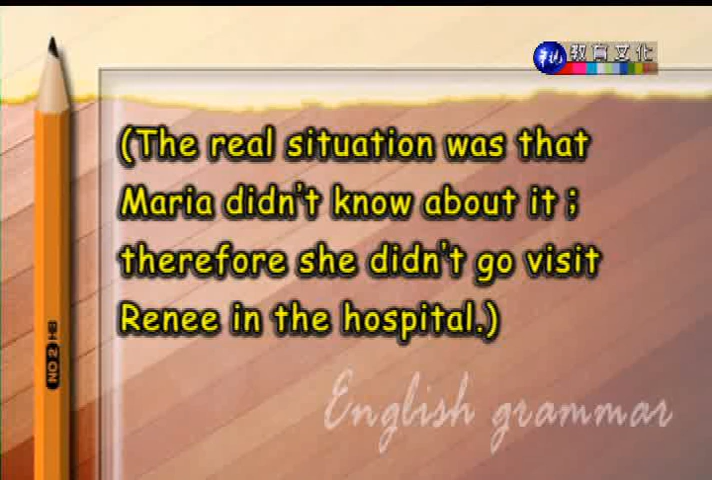 教育文化
(The real situation was that
Maria didn't know about it ;
therefore she didn't go visit
Renee in the hospital.)
NO 2 HB
English grammar